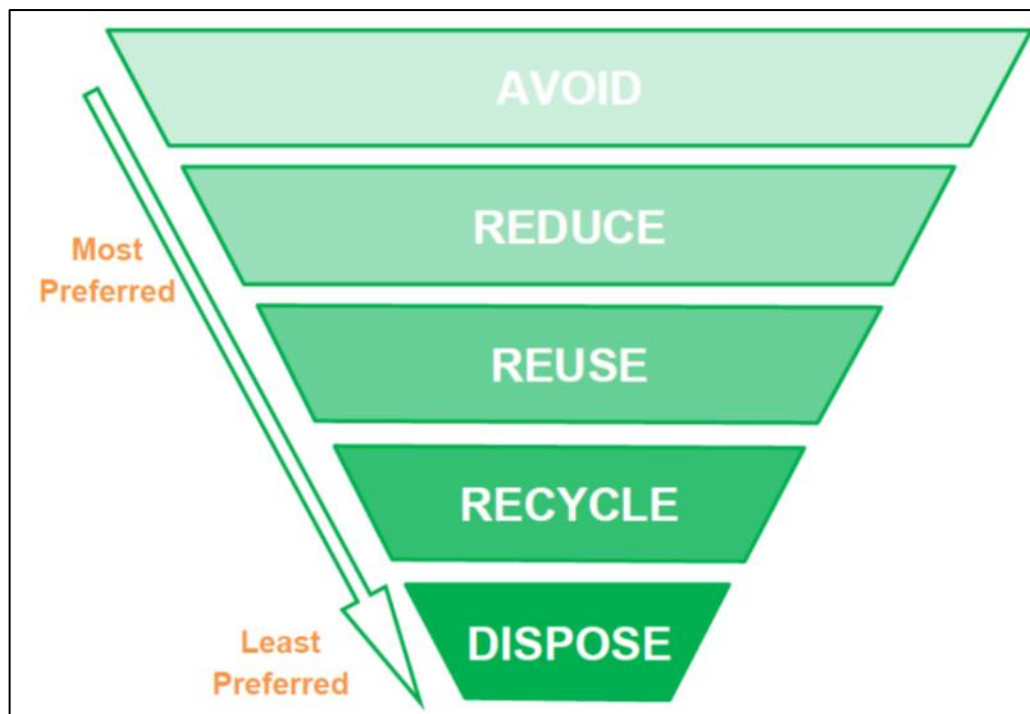 AVOID
REDUCE
Most
Preferred
REUSE
RECYCLE
Least
Preferred
DISPOSE